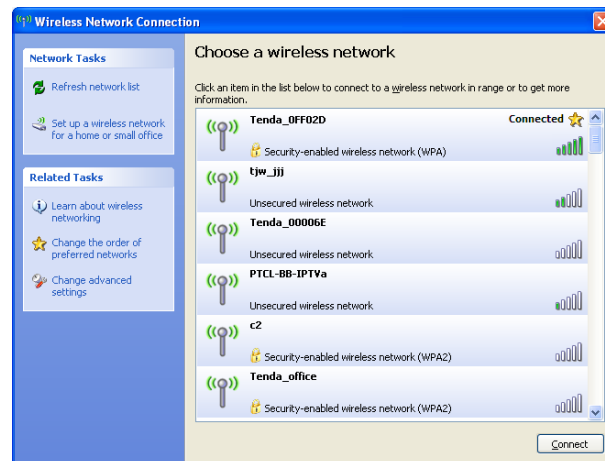 Wireless Network Connection
Network Tasks
Refresh network list
Set up a wireless network
for a home or small office
Related Tasks
Learn about wireless
networking
Change the order of
preferred networks
Change advanced
settings
Choose a wireless network
Click an item in the list below to connect to a wireless network in range or to get more
information.
Tenda_0FF02D Connected
Security-enabled wireless network (WPA)
tjw_jjj
Unsecured wireless network
Tenda_00006E
Unsecured wireless network
PTCL-BB-IPTVa
Unsecured wireless network
c2
Security-enabled wireless network (WPA2)
Tenda_office
Security-enabled wireless network (WPA2)
Connect